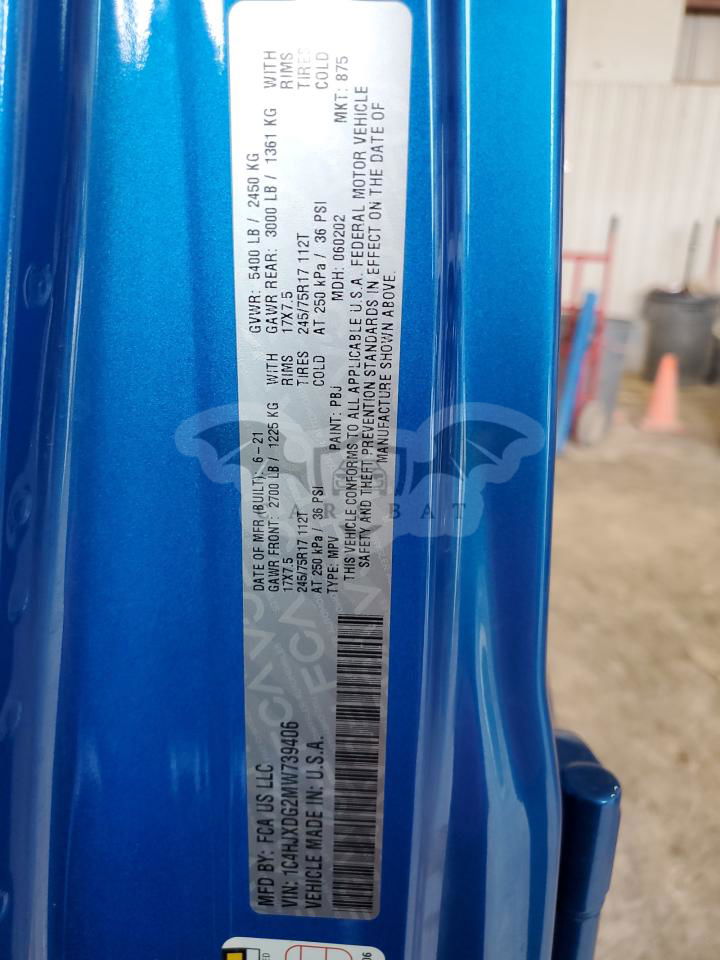 MFD BY: FCA US LLC
VIN: 1C4HJXDG2MW739406
VEHICLE MADE IN: U.S.A.
DATE OF MFR (BUILT): 6-21 GVWR: 5400 LB / 2450 KG
GAWR FRONT: 2700 LB / 1225 KG WITH GAWR REAR: 3000 LB / 1361 KG WITH
17X7.5 RIMS 17X7.5 RIMS
245/75R17 112T TIRES 245/75R17 112T TIRES
AT 250 kPa / 36 PSI COLD AT 250 kPa / 36 PSI COLD
TYPE: MPV PAINT: PBJ MDH: 060202 MKT: 875
THIS VEHICLE CONFORMS TO ALL APPLICABLE U.S.A. FEDERAL MOTOR VEHICLE
SAFETY AND THEFT PREVENTION STANDARDS IN EFFECT ON THE DATE OF
MANUFACTURE SHOWN ABOVE.
FCA US
CAR BAT